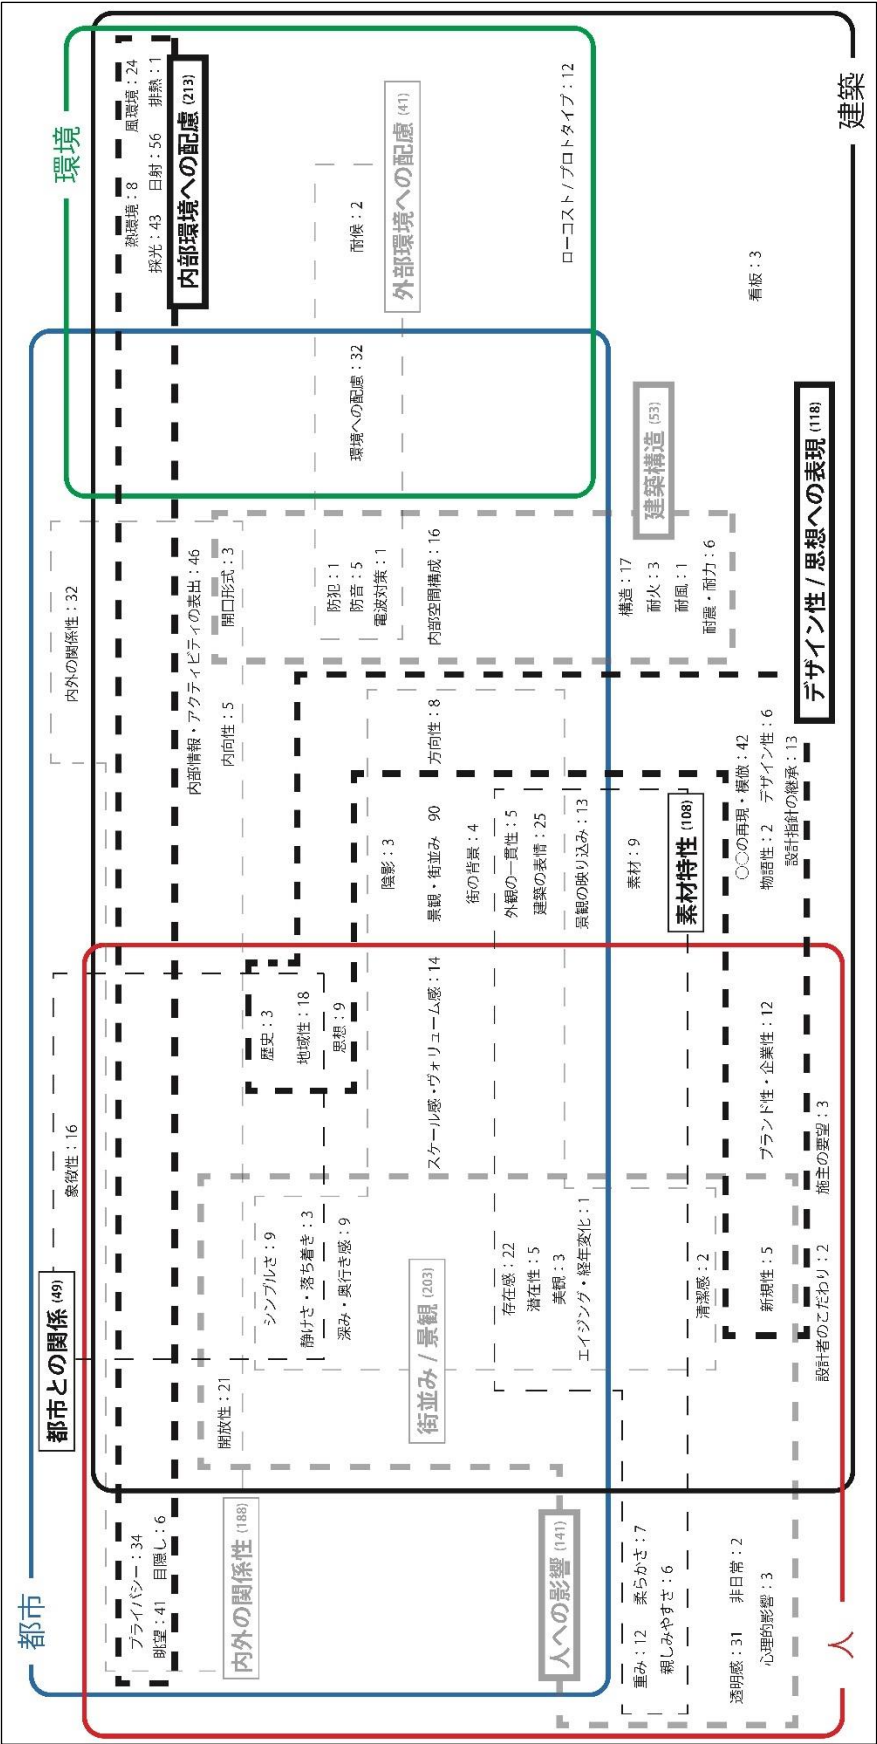 都市
環境
建築
人
都市との関係 (49)
象徴性：16
内外の関係性：32
プライバシー：34
眺望：41 目隠し：6
熱環境：8 風環境：24
採光：43 日射：56 排熱：1
内部環境への配慮 (213)
内外の関係性 (188)
開放性：21
内部情報・アクティビティの表出：46
内向性：5
開口形式：3
シンプルさ：9
静けさ・落ち着き：3
深み・奥行き感：9
歴史：3
地域性：18
思想：9
防犯：1
防音：5
電波対策：1
環境への配慮：32
耐候：2
外部環境への配慮 (41)
街並み / 景観 (203)
陰影：3
スケール感・ヴォリューム感：14
景観・街並み 90
方向性：8
内部空間構成：16
街の背景：4
存在感：22
潜在性：5
美観：3
エイジング・経年変化：1
外観の一貫性：5
建築の表情：25
景観の映り込み：13
ローコスト / プロトタイプ：12
人への影響 (141)
重み：12 柔らかさ：7
親しみやすさ：6
素材：9
構造：17
耐火：3
耐風：1
耐震・耐力：6
建築構造 (53)
清潔感：2
素材特性 (108)
透明感：31 非日常：2
心理的影響：3
新規性：5
ブランド性・企業性：12
〇〇の再現・模倣：42
物語性：2 デザイン性：6
設計指針の継承：13
看板：3
設計者のこだわり：2
施主の要望：3
デザイン性 / 思想への表現 (118)